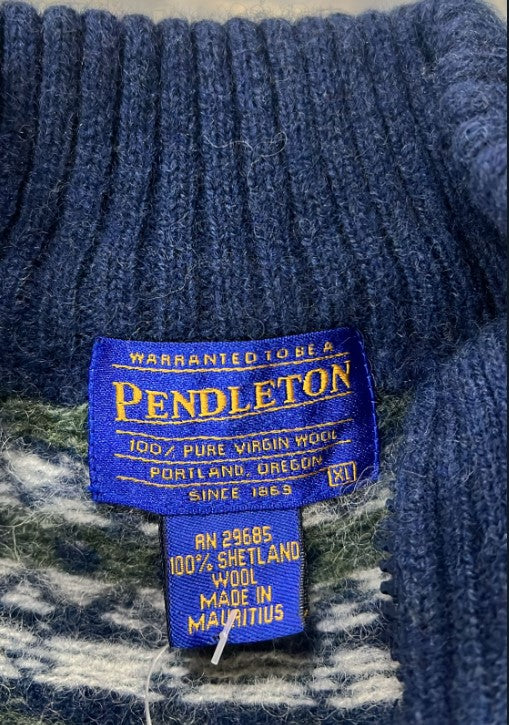 WARRANTED TO BE A
PENDLETON
100% PURE VIRGIN WOOL
PORTLAND, OREGON
SINCE 1863
XL
RN 29685
100% SHETLAND
WOOL
MADE IN
MAURITIUS